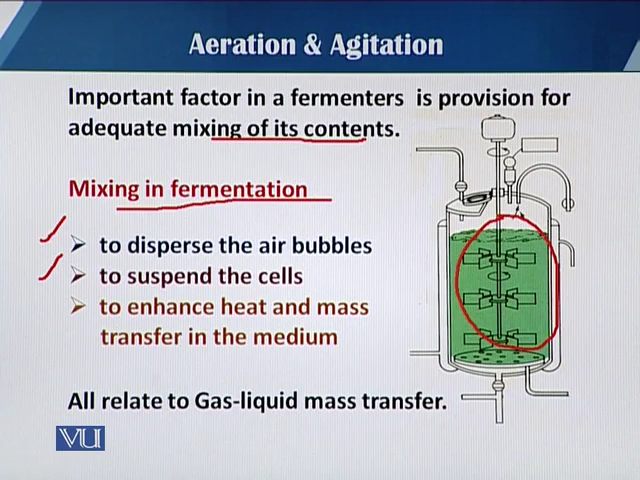 Aeration & Agitation
Important factor in a fermenters is provision for
adequate mixing of its contents.
Mixing in fermentation
to disperse the air bubbles
to suspend the cells
to enhance heat and mass
transfer in the medium
All relate to Gas-liquid mass transfer.
VU